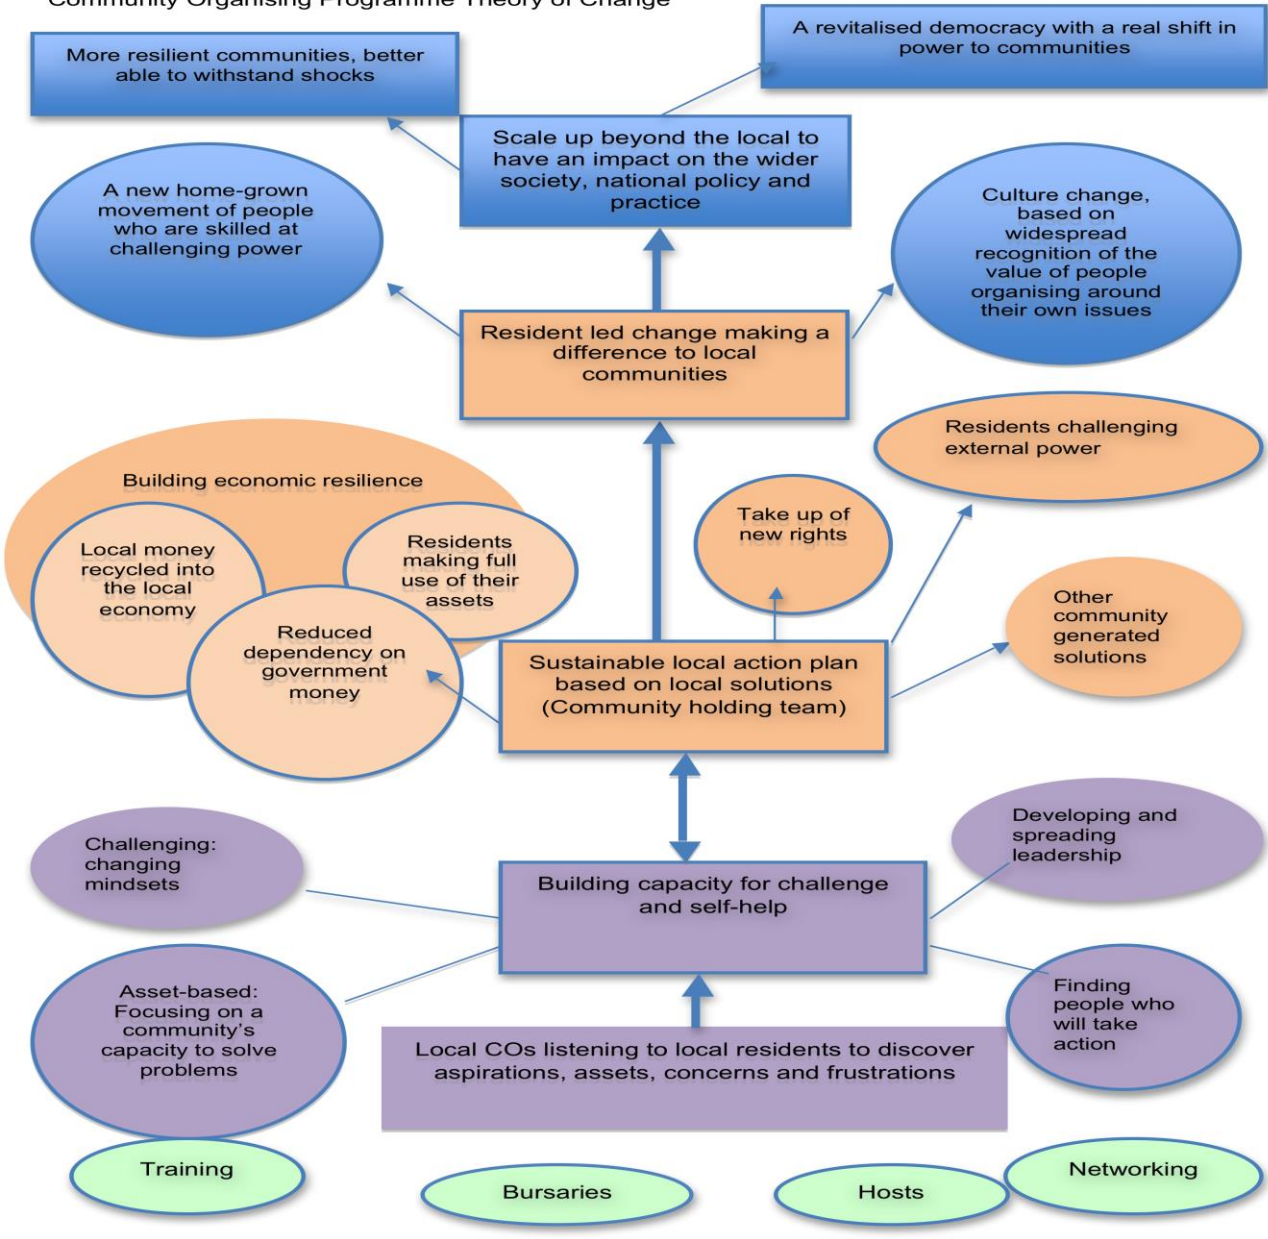 Community Organising Programme Theory of Change
More resilient communities, better
able to withstand shocks
A revitalised democracy with a real shift in
power to communities
Scale up beyond the local to
have an impact on the wider
society, national policy and
practice
A new home-grown
movement of people
who are skilled at
challenging power
Culture change,
based on
widespread
recognition of the
value of people
organising around
their own issues
Resident led change making a
difference to local
communities
Residents challenging
external power
Building economic resilience
Local money
recycled into
the local
economy
Residents
making full
use of their
assets
Reduced
dependency on
government
money
Take up of
new rights
Other
community
generated
solutions
Sustainable local action plan
based on local solutions
(Community holding team)
Challenging:
changing
mindsets
Developing and
spreading
leadership
Building capacity for challenge
and self-help
Asset-based:
Focusing on a
community’s
capacity to solve
problems
Finding
people who
will take
action
Local COs listening to local residents to discover
aspirations, assets, concerns and frustrations
Training
Bursaries
Hosts
Networking